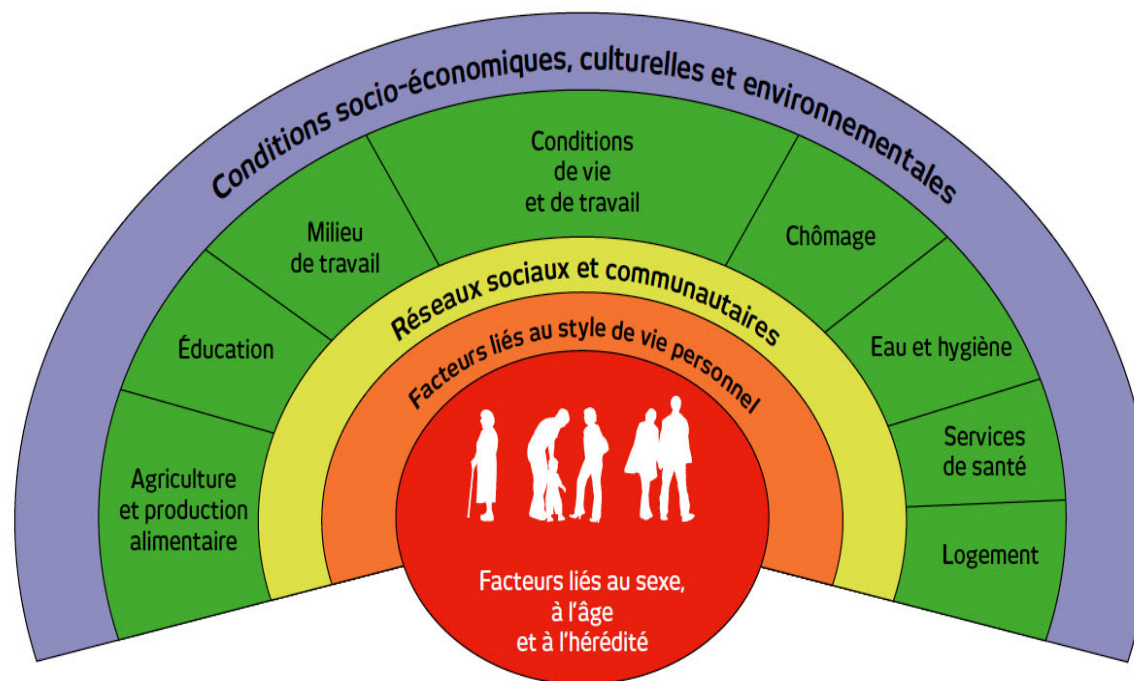 Conditions socio-économiques, culturelles et environnementales
Conditions
de vie
et de travail
Milieu
de travail
Chômage
Éducation
Eau et hygiène
Agriculture
et production
alimentaire
Services
de santé
Logement
Réseaux sociaux et communautaires
Facteurs liés au style de vie personnel
Facteurs liés au sexe,
à l'âge
et à l'hérédité